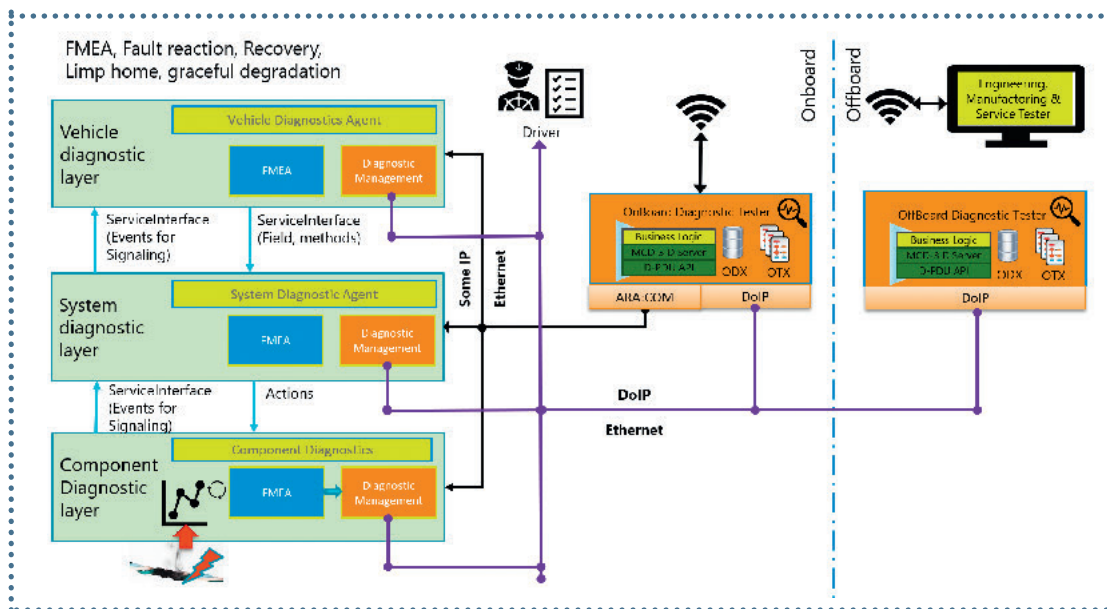 FMEA, Fault reaction, Recovery,
Limp home, graceful degradation
Vehicle
diagnostic
layer
Vehicle Diagnostics Agent
FMEA
Diagnostic
Management
ServiceInterface
(Events for
Signaling)
ServiceInterface
(Field, methods)
System
diagnostic
layer
System Diagnostic Agent
FMEA
Diagnostic
Management
ServiceInterface
(Events for
Signaling)
Actions
Component
Diagnostic
layer
Component Diagnostics
FMEA
Diagnostic
Management
Driver
Some IP
Ethernet
OnBoard Diagnostic Tester
Business Logic
MCD-3 D Server
D-PDU API
ODX
OTX
ARA:COM
DoIP
DoIP
Ethernet
Onboard
Offboard
Engineering,
Manufactoring &
Service Tester
OffBoard Diagnostic Tester
Business Logic
MCD-3 D Server
D-PDU API
ODX
OTX
DoIP